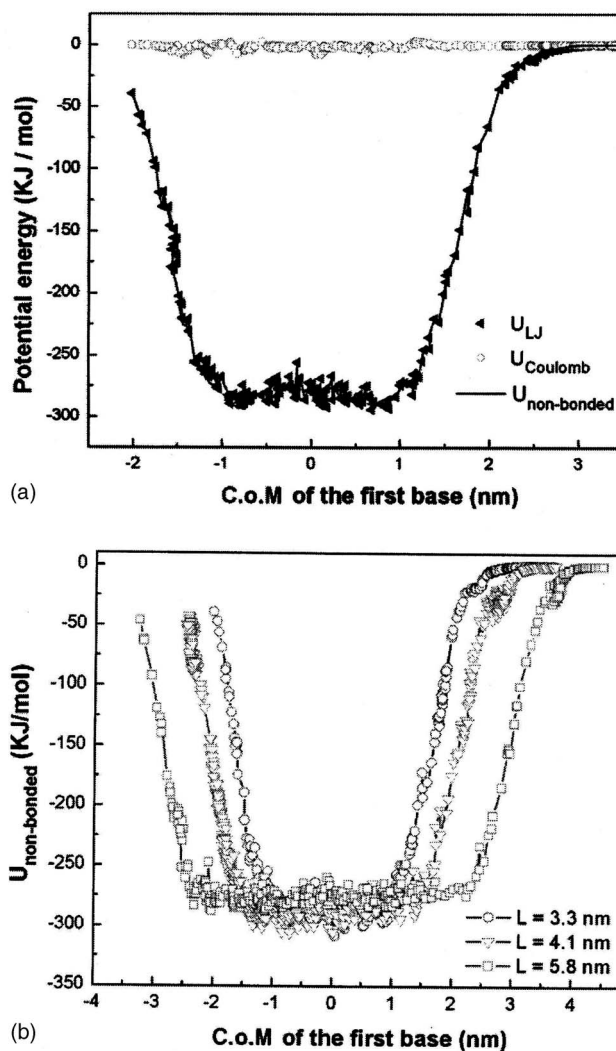 0
-50
-100
-150
-200
-250
-300
Potential energy (KJ / mol)
U_LJ
U_Coulomb
U_non-bonded
-2 -1 0 1 2 3
(a) C.o.M of the first base (nm)
0
-50
-100
-150
-200
-250
-300
-350
U_non-bonded (KJ/mol)
L = 3.3 nm
L = 4.1 nm
L = 5.8 nm
-4 -3 -2 -1 0 1 2 3 4
(b) C.o.M of the first base (nm)